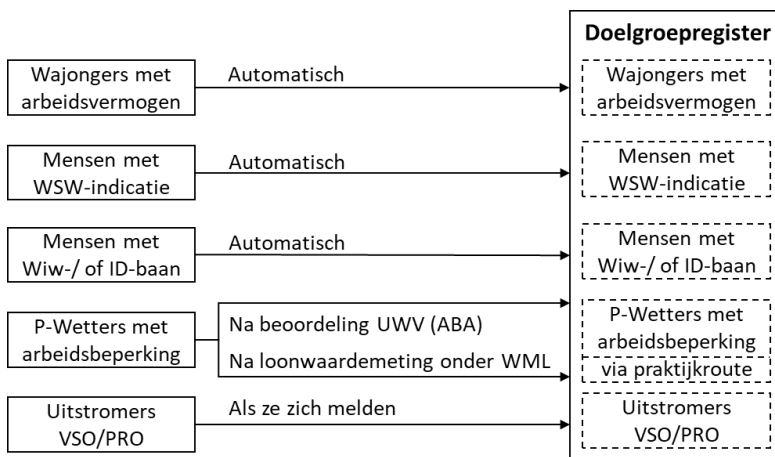 Doelgroepregister
Wajongers met
arbeidsvermogen
Automatisch
Wajongers met
arbeidsvermogen
Mensen met
WSW-indicatie
Automatisch
Mensen met
WSW-indicatie
Mensen met
Wiw-/ of ID-baan
Automatisch
Mensen met
Wiw-/ of ID-baan
P-Wetters met
arbeidsbeperking
Na beoordeling UWV (ABA)
Na loonwaardemeting onder WML
P-Wetters met
arbeidsbeperking
via praktijkroute
Uitstromers
VSO/PRO
Als ze zich melden
Uitstromers
VSO/PRO